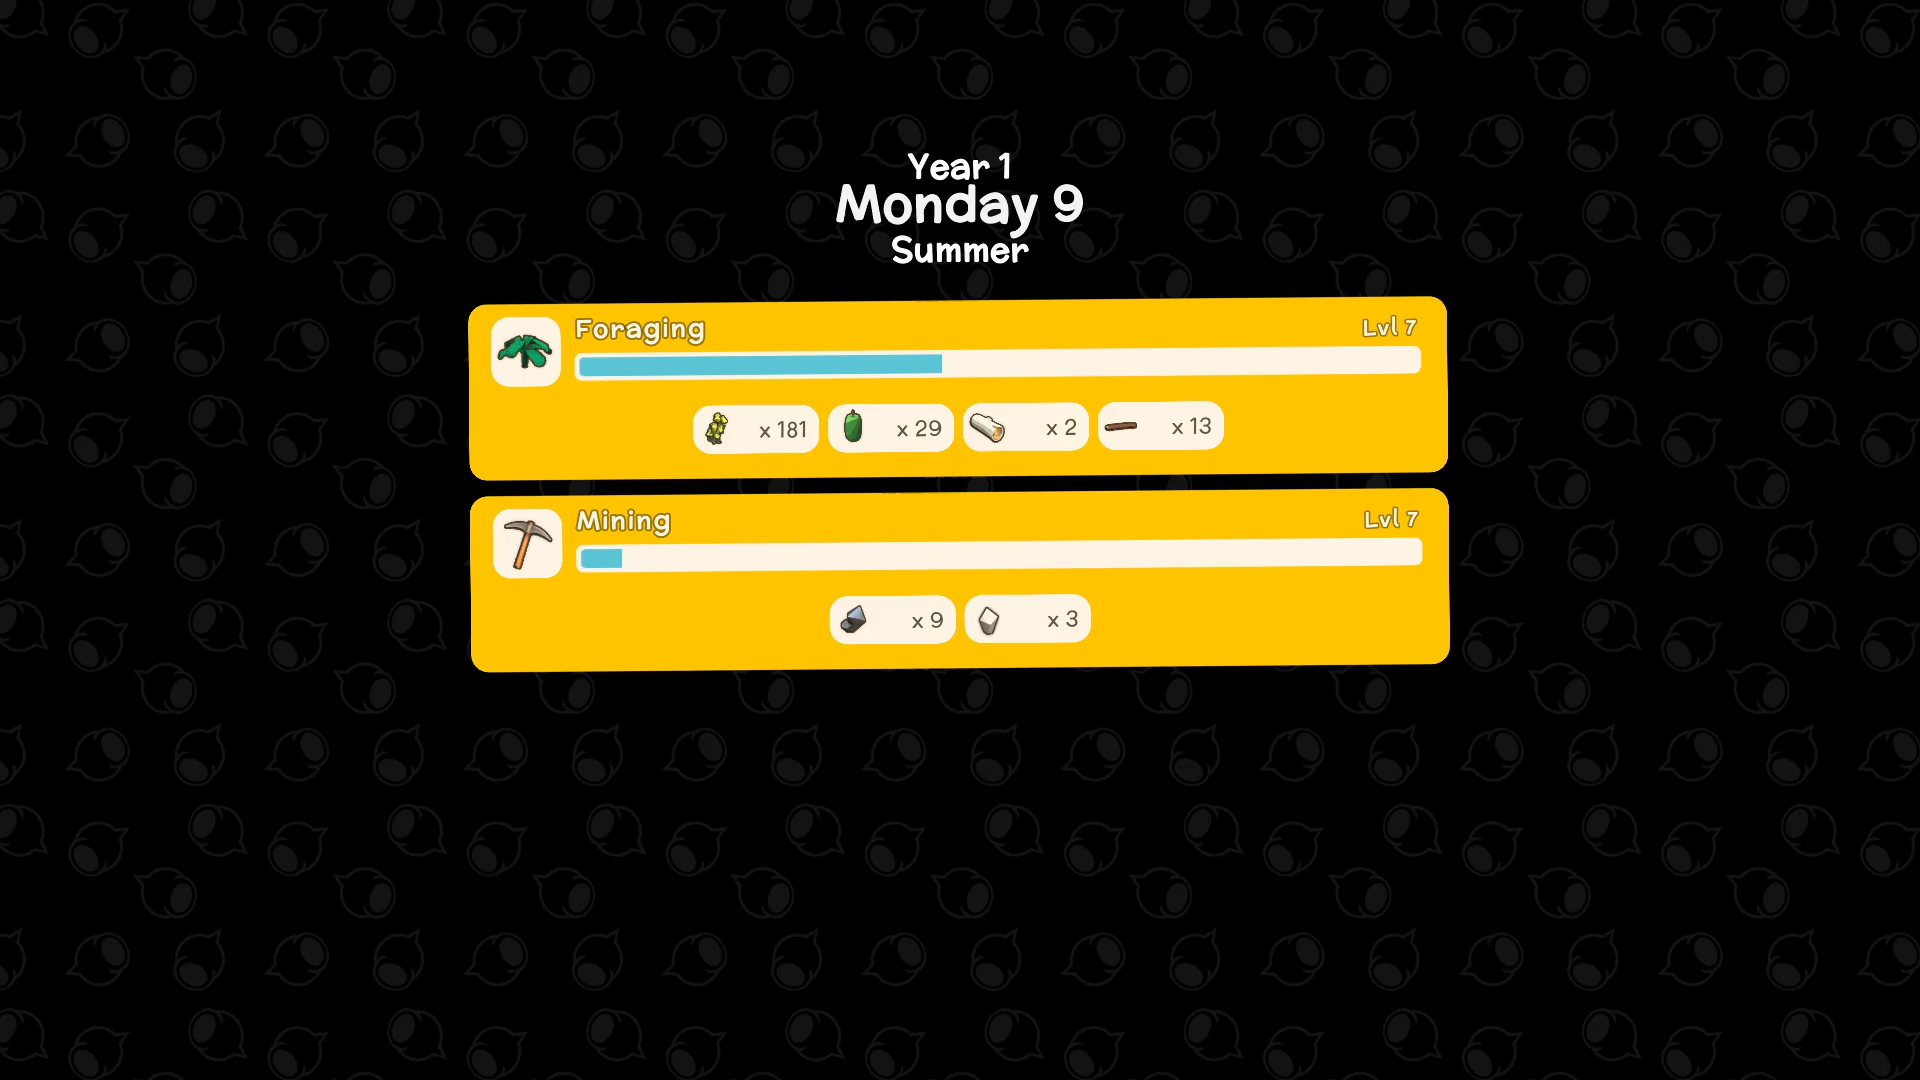 Year 1
Monday 9
Summer
Foraging
Lvl 7
x 181
x 29
x 2
x 13
Mining
Lvl 7
x 9
x 3